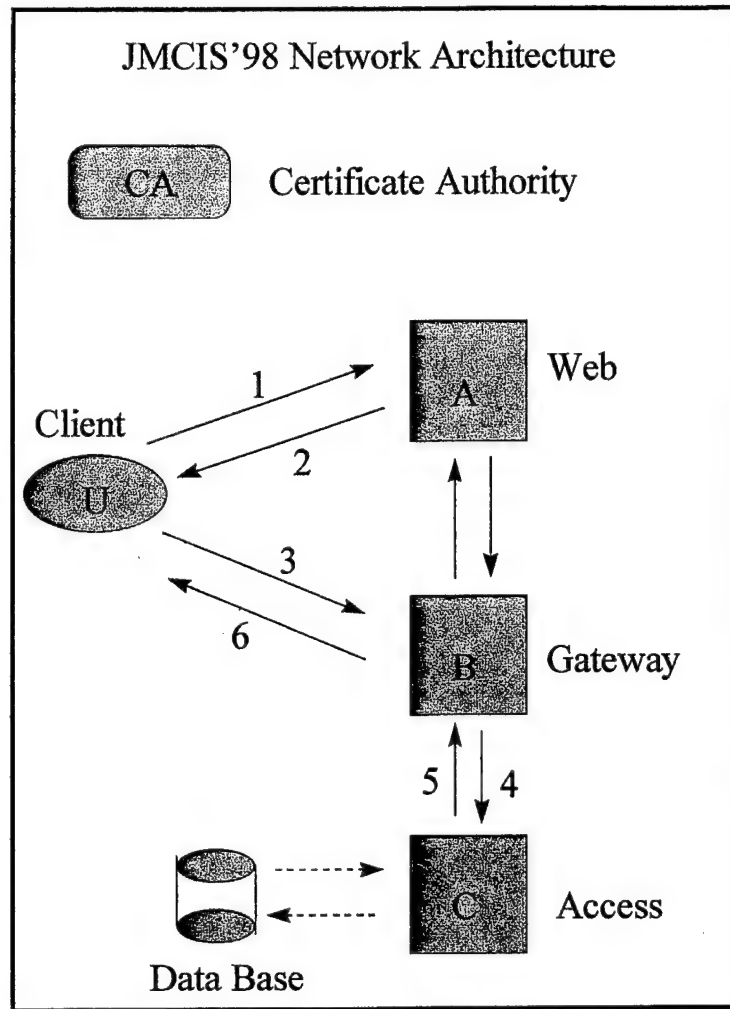 JMCIS'98 Network Architecture
CA
Certificate Authority
1
A
Web
Client
2
U
3
6
B
Gateway
5
4
C
Access
Data Base